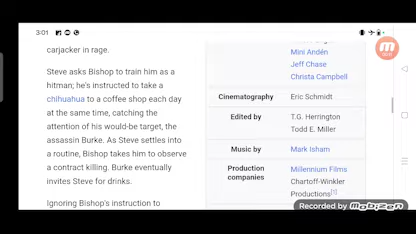 3:01
00:03
carjacker in rage.
Steve asks Bishop to train him as a
hitman; he's instructed to take a
chihuahua to a coffee shop each day
at the same time, catching the
attention of his would-be target, the
assassin Burke. As Steve settles into
a routine, Bishop takes him to observe
a contract killing. Burke eventually
invites Steve for drinks.
Ignoring Bishop's instruction to
Mini Andén
Jeff Chase
Christa Campbell
Cinematography Eric Schmidt
Edited by T.G. Herrington
Todd E. Miller
Music by Mark Isham
Production Millennium Films
companies Chartoff-Winkler
Productions[1]
Recorded by Mobizen